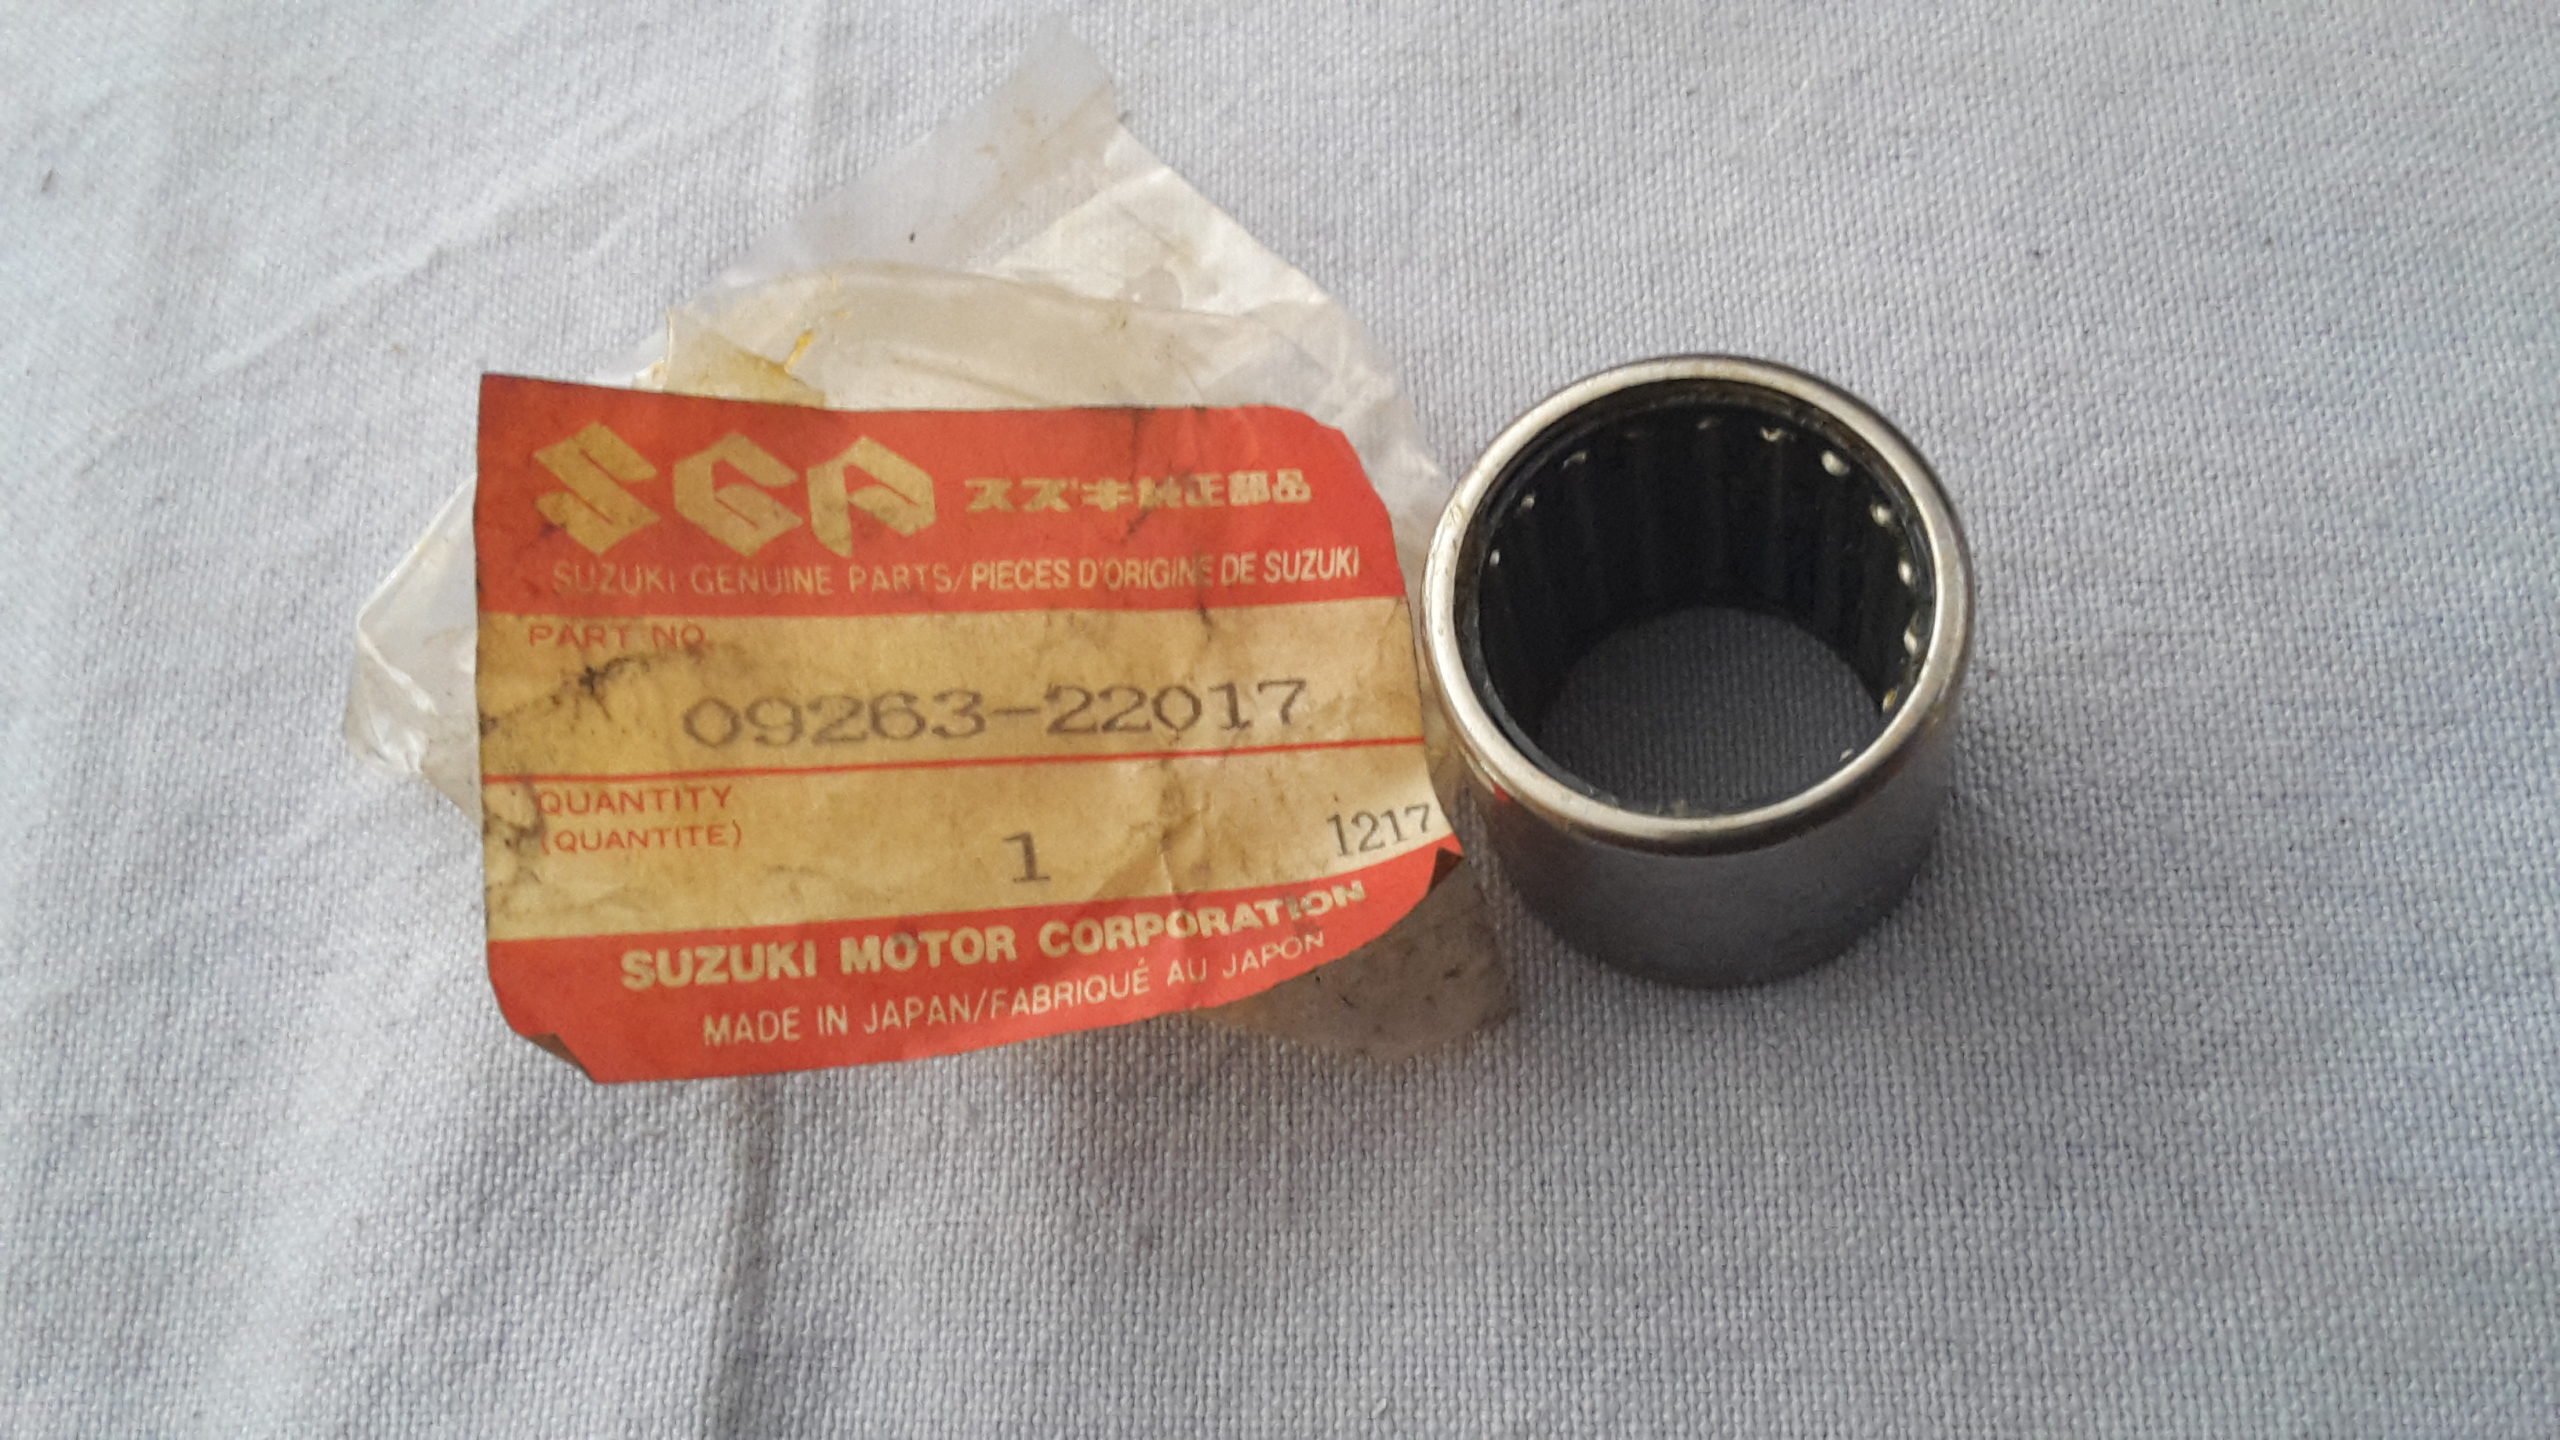 SGP スズキ純正部品
SUZUKI GENUINE PARTS/PIECES D'ORIGINE DE SUZUKI
PART NO.
09263-22017
QUANTITY
(QUANTITE)
1
1217
SUZUKI MOTOR CORPORATION
MADE IN JAPAN/FABRIQUÉ AU JAPON